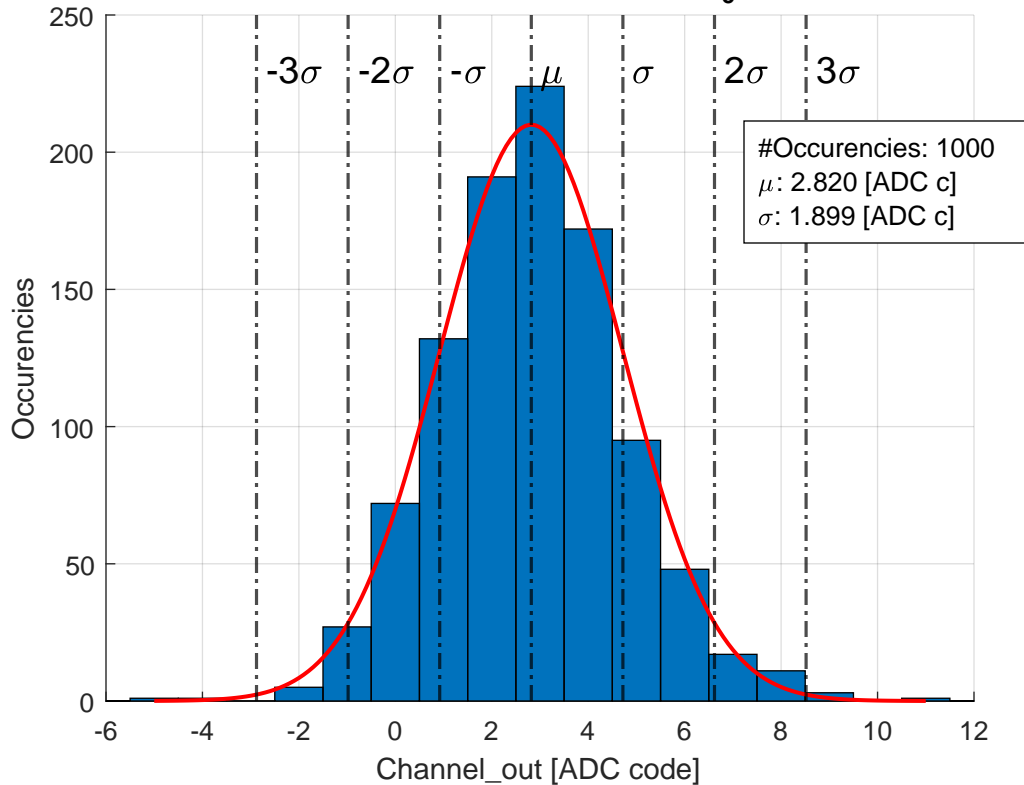 250
200
150
100
50
0
-6
-4
-2
0
2
4
6
8
10
12
Occurencies
Channel_out [ADC code]
-3σ
-2σ
-σ
μ
σ
2σ
3σ
#Occurencies: 1000
μ: 2.820 [ADC c]
σ: 1.899 [ADC c]